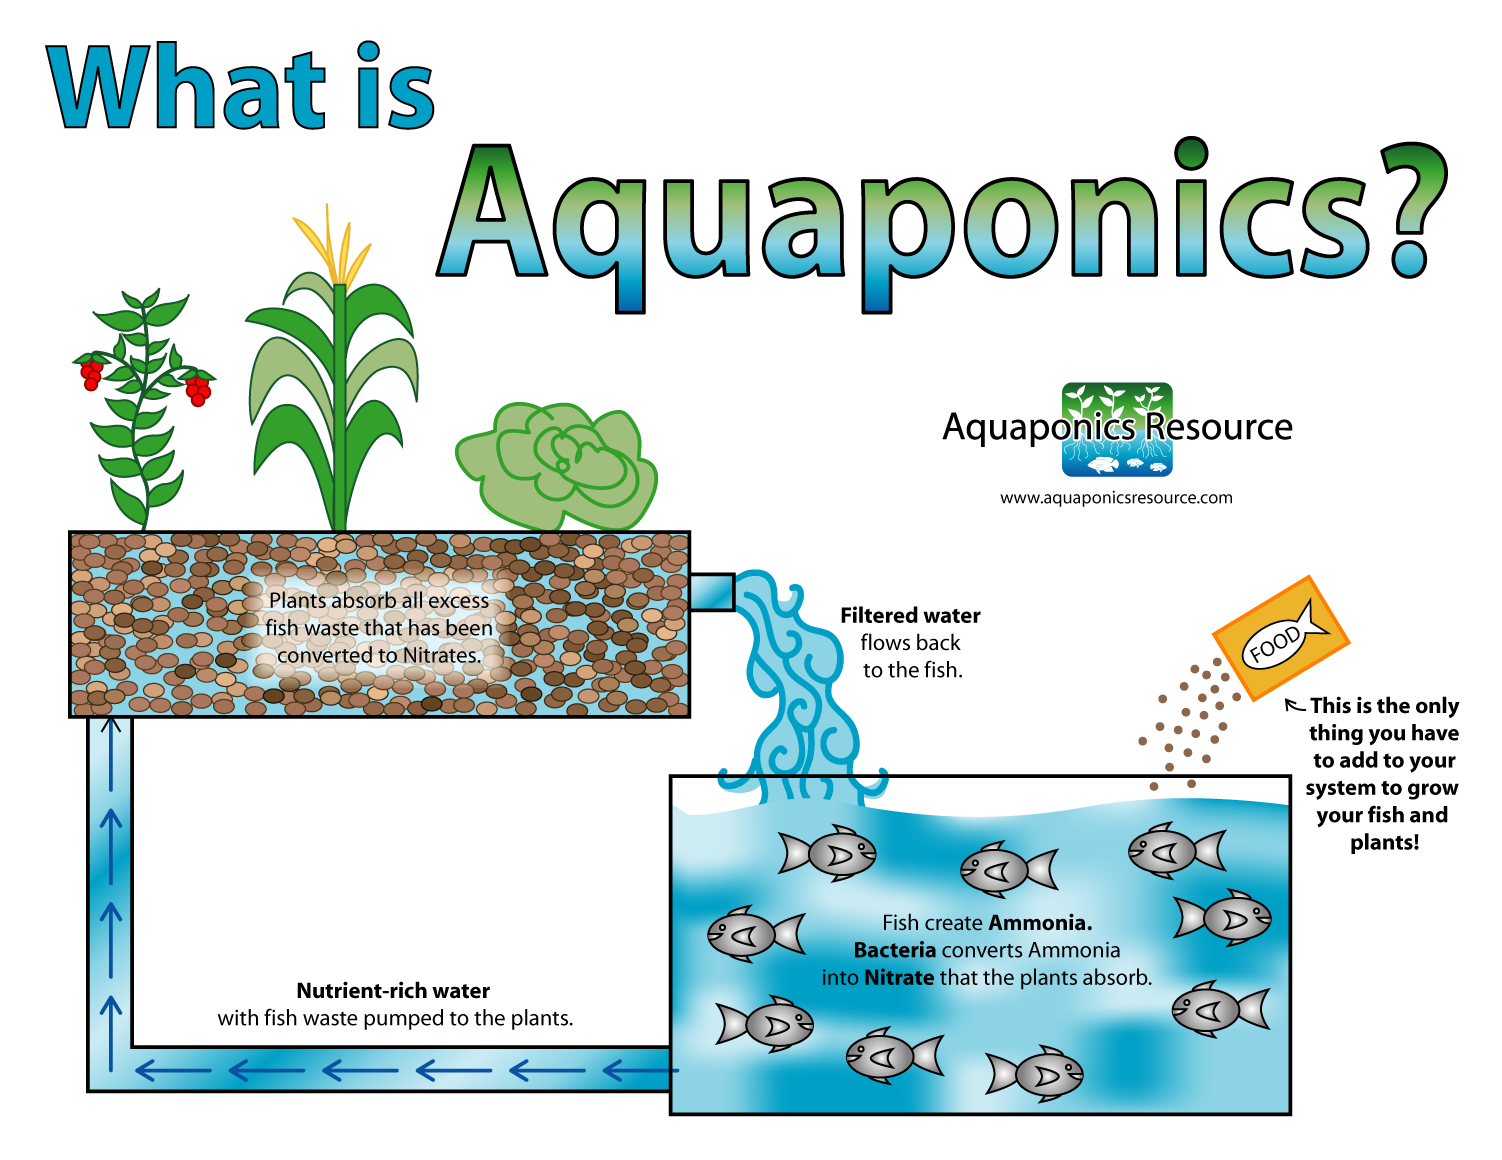 What is
Aquaponics?
Aquaponics Resource
www.aquaponicsresource.com
Plants absorb all excess
fish waste that has been
converted to Nitrates.
Filtered water
flows back
to the fish.
FOOD
This is the only
thing you have
to add to your
system to grow
your fish and
plants!
Fish create Ammonia.
Bacteria converts Ammonia
into Nitrate that the plants absorb.
Nutrient-rich water
with fish waste pumped to the plants.